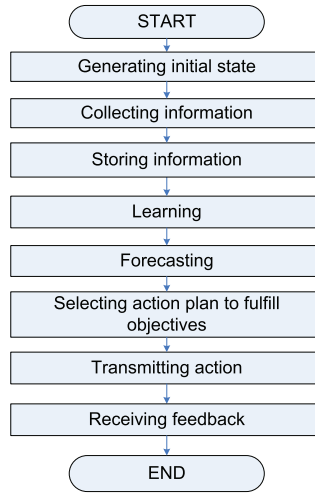 START
Generating initial state
Collecting information
Storing information
Learning
Forecasting
Selecting action plan to fulfill
objectives
Transmitting action
Receiving feedback
END